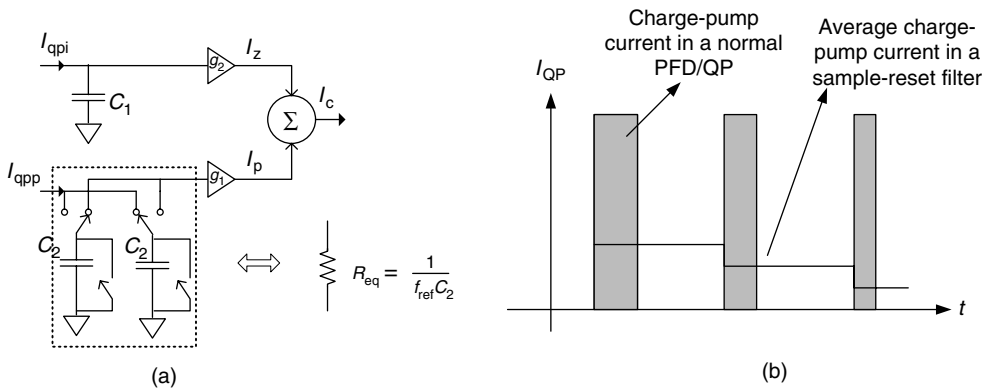 I_qpi
g_2
I_z
I_c
C_1
Σ
I_qpp
g_1
I_p
C_2
C_2
R_eq = 1 / f_ref C_2
(a)
Charge-pump
current in a normal
PFD/QP
Average charge-
pump current in a
sample-reset filter
I_QP
t
(b)